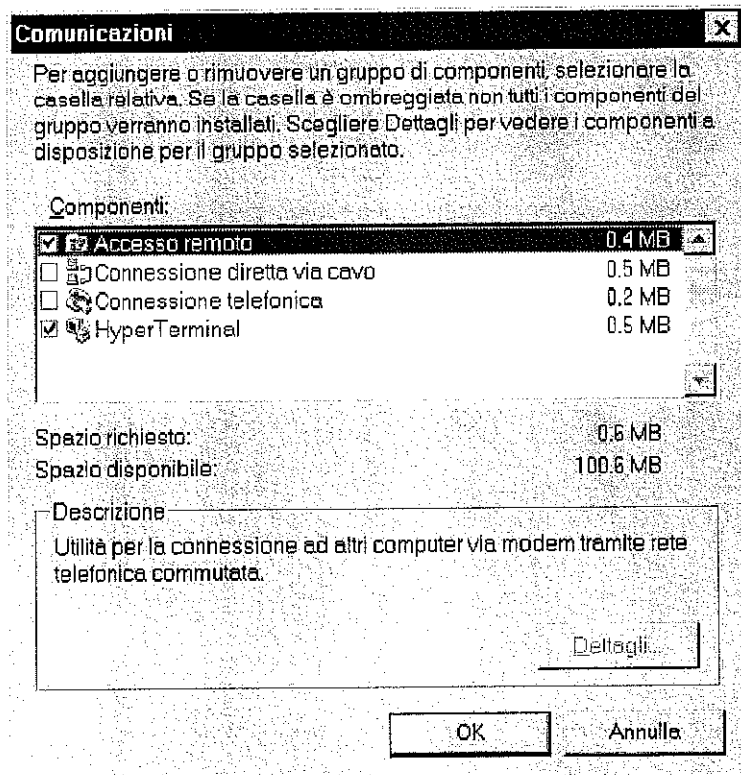 Comunicazioni
Per aggiungere o rimuovere un gruppo di componenti, selezionare la
casella relativa. Se la casella è ombreggiata non tutti i componenti del
gruppo verranno installati. Scegliere Dettagli per vedere i componenti a
disposizione per il gruppo selezionato.
Componenti:
Accesso remoto 0.4 MB
Connessione diretta via cavo 0.5 MB
Connessione telefonica 0.2 MB
HyperTerminal 0.5 MB
Spazio richiesto: 0.6 MB
Spazio disponibile: 100.6 MB
Descrizione
Utilità per la connessione ad altri computer via modem tramite rete
telefonica commutata.
Dettagli...
OK Annulla